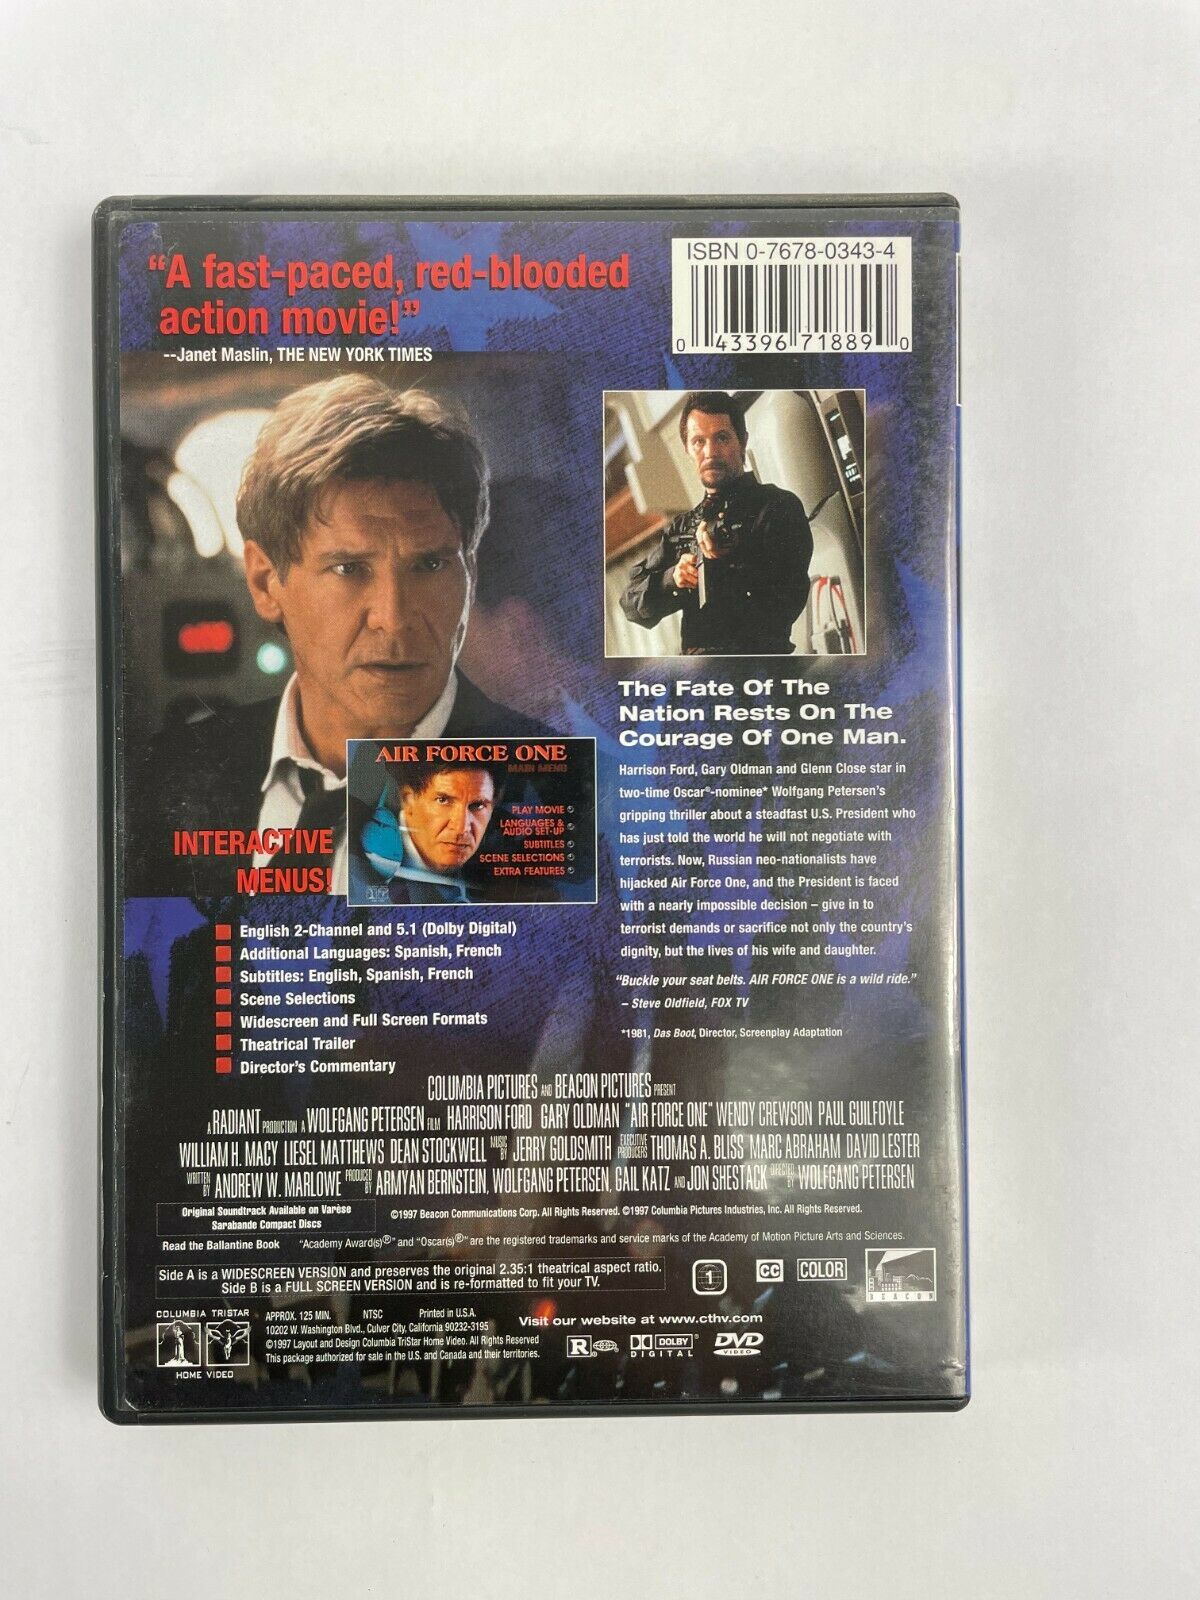 "A fast-paced, red-blooded
action movie!"
--Janet Maslin, THE NEW YORK TIMES
ISBN 0-7678-0343-4
0 43396 71889 0
The Fate Of The
Nation Rests On The
Courage Of One Man.
Harrison Ford, Gary Oldman and Glenn Close star in
two-time Oscar®-nominee* Wolfgang Petersen's
gripping thriller about a steadfast U.S. President who
has just told the world he will not negotiate with
terrorists. Now, Russian neo-nationalists have
hijacked Air Force One, and the President is faced
with a nearly impossible decision – give in to
terrorist demands or sacrifice not only the country's
dignity, but the lives of his wife and daughter.
"Buckle your seat belts. AIR FORCE ONE is a wild ride."
– Steve Oldfield, FOX TV
*1981, Das Boot, Director, Screenplay Adaptation
AIR FORCE ONE
MAIN MENU
PLAY MOVIE
LANGUAGES &
AUDIO SET-UP
SUBTITLES
SCENE SELECTIONS
EXTRA FEATURES
INTERACTIVE
MENUS!
English 2-Channel and 5.1 (Dolby Digital)
Additional Languages: Spanish, French
Subtitles: English, Spanish, French
Scene Selections
Widescreen and Full Screen Formats
Theatrical Trailer
Director's Commentary
COLUMBIA PICTURES AND BEACON PICTURES PRESENT
A RADIANT PRODUCTION A WOLFGANG PETERSEN FILM HARRISON FORD GARY OLDMAN "AIR FORCE ONE" WENDY CREWSON PAUL GUILFOYLE
WILLIAM H. MACY LIESEL MATTHEWS DEAN STOCKWELL MUSIC BY JERRY GOLDSMITH EXECUTIVE PRODUCERS THOMAS A. BLISS MARC ABRAHAM DAVID LESTER
WRITTEN BY ANDREW W. MARLOWE PRODUCED BY ARMYAN BERNSTEIN, WOLFGANG PETERSEN, GAIL KATZ AND JON SHESTACK DIRECTED BY WOLFGANG PETERSEN
Original Soundtrack Available on Varèse
Sarabande Compact Discs
©1997 Beacon Communications Corp. All Rights Reserved. ©1997 Columbia Pictures Industries, Inc. All Rights Reserved.
Read the Ballantine Book
"Academy Award(s)®" and "Oscar(s)®" are the registered trademarks and service marks of the Academy of Motion Picture Arts and Sciences.
Side A is a WIDESCREEN VERSION and preserves the original 2.35:1 theatrical aspect ratio.
Side B is a FULL SCREEN VERSION and is re-formatted to fit your TV.
1
CC
COLOR
BEACON
COLUMBIA TRISTAR
HOME VIDEO
APPROX. 125 MIN. NTSC Printed in U.S.A.
10202 W. Washington Blvd., Culver City, California 90232-3195
©1997 Layout and Design Columbia TriStar Home Video. All Rights Reserved
This package authorized for sale in the U.S. and Canada and their territories.
Visit our website at www.cthv.com
R
DOLBY
DIGITAL
DVD
VIDEO